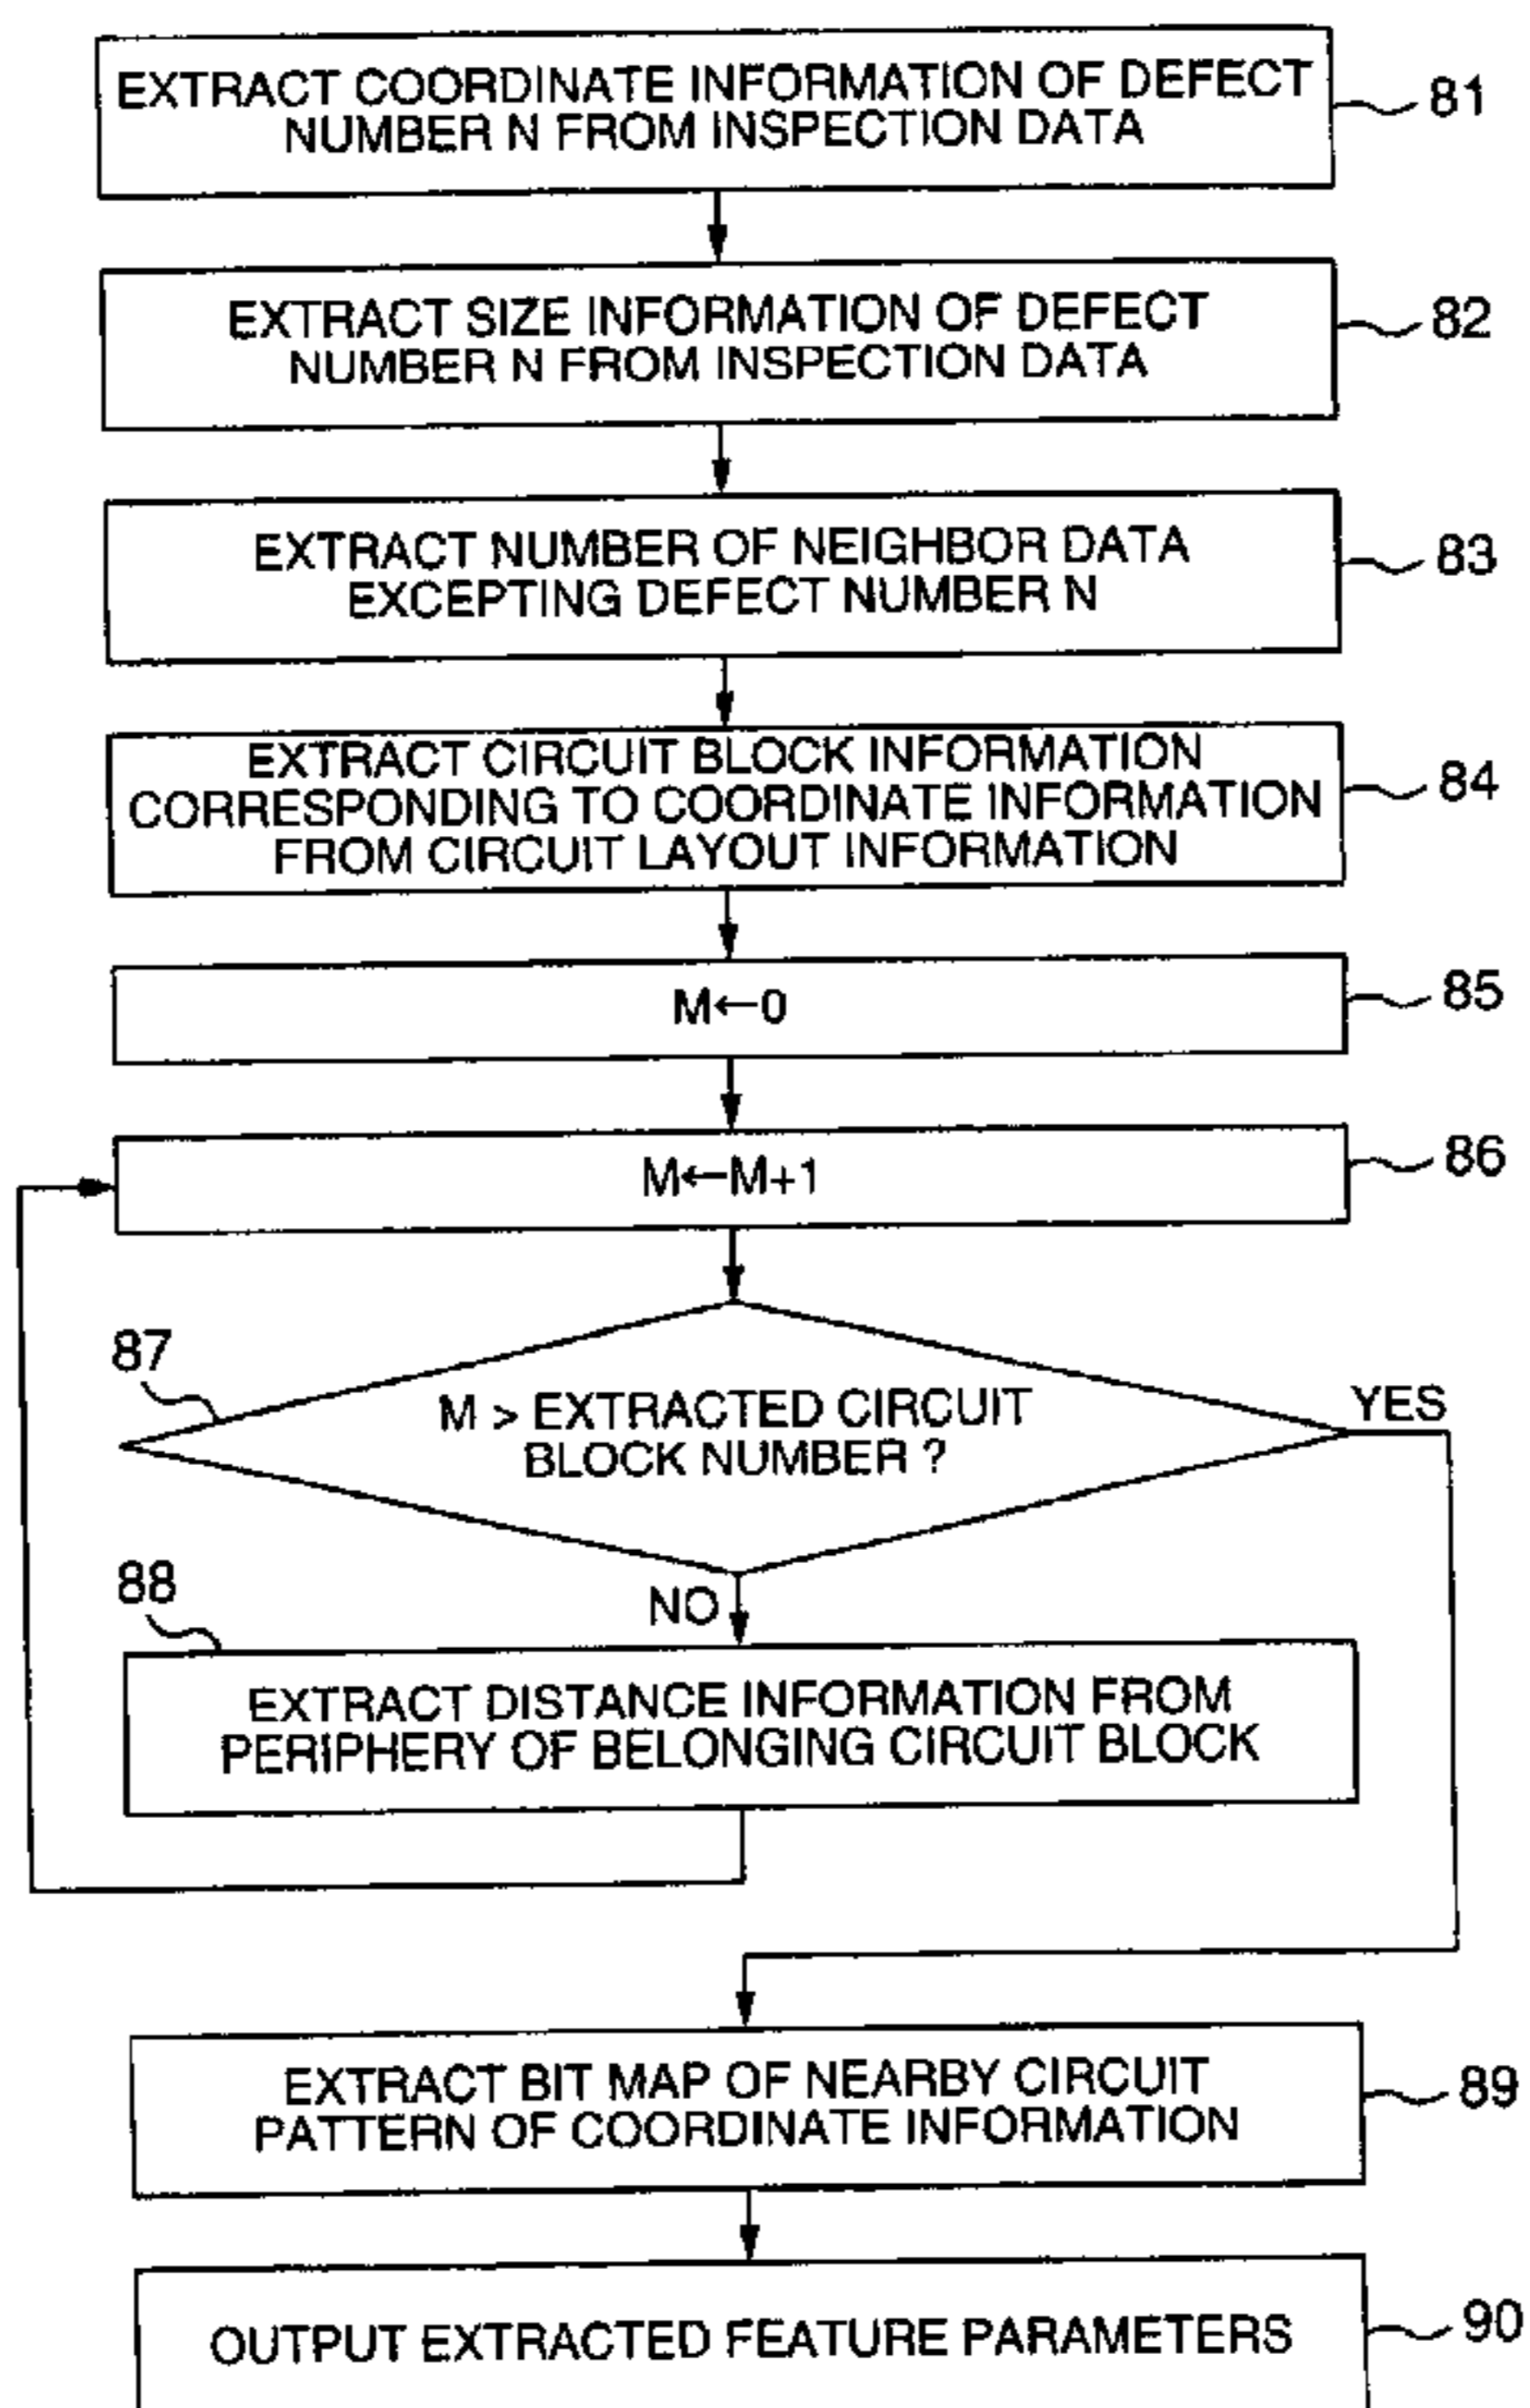 EXTRACT COORDINATE INFORMATION OF DEFECT
NUMBER N FROM INSPECTION DATA
81
EXTRACT SIZE INFORMATION OF DEFECT
NUMBER N FROM INSPECTION DATA
82
EXTRACT NUMBER OF NEIGHBOR DATA
EXCEPTING DEFECT NUMBER N
83
EXTRACT CIRCUIT BLOCK INFORMATION
CORRESPONDING TO COORDINATE INFORMATION
FROM CIRCUIT LAYOUT INFORMATION
84
M←0
85
M←M+1
86
87
M > EXTRACTED CIRCUIT
BLOCK NUMBER ?
YES
NO
88
EXTRACT DISTANCE INFORMATION FROM
PERIPHERY OF BELONGING CIRCUIT BLOCK
EXTRACT BIT MAP OF NEARBY CIRCUIT
PATTERN OF COORDINATE INFORMATION
89
OUTPUT EXTRACTED FEATURE PARAMETERS
90